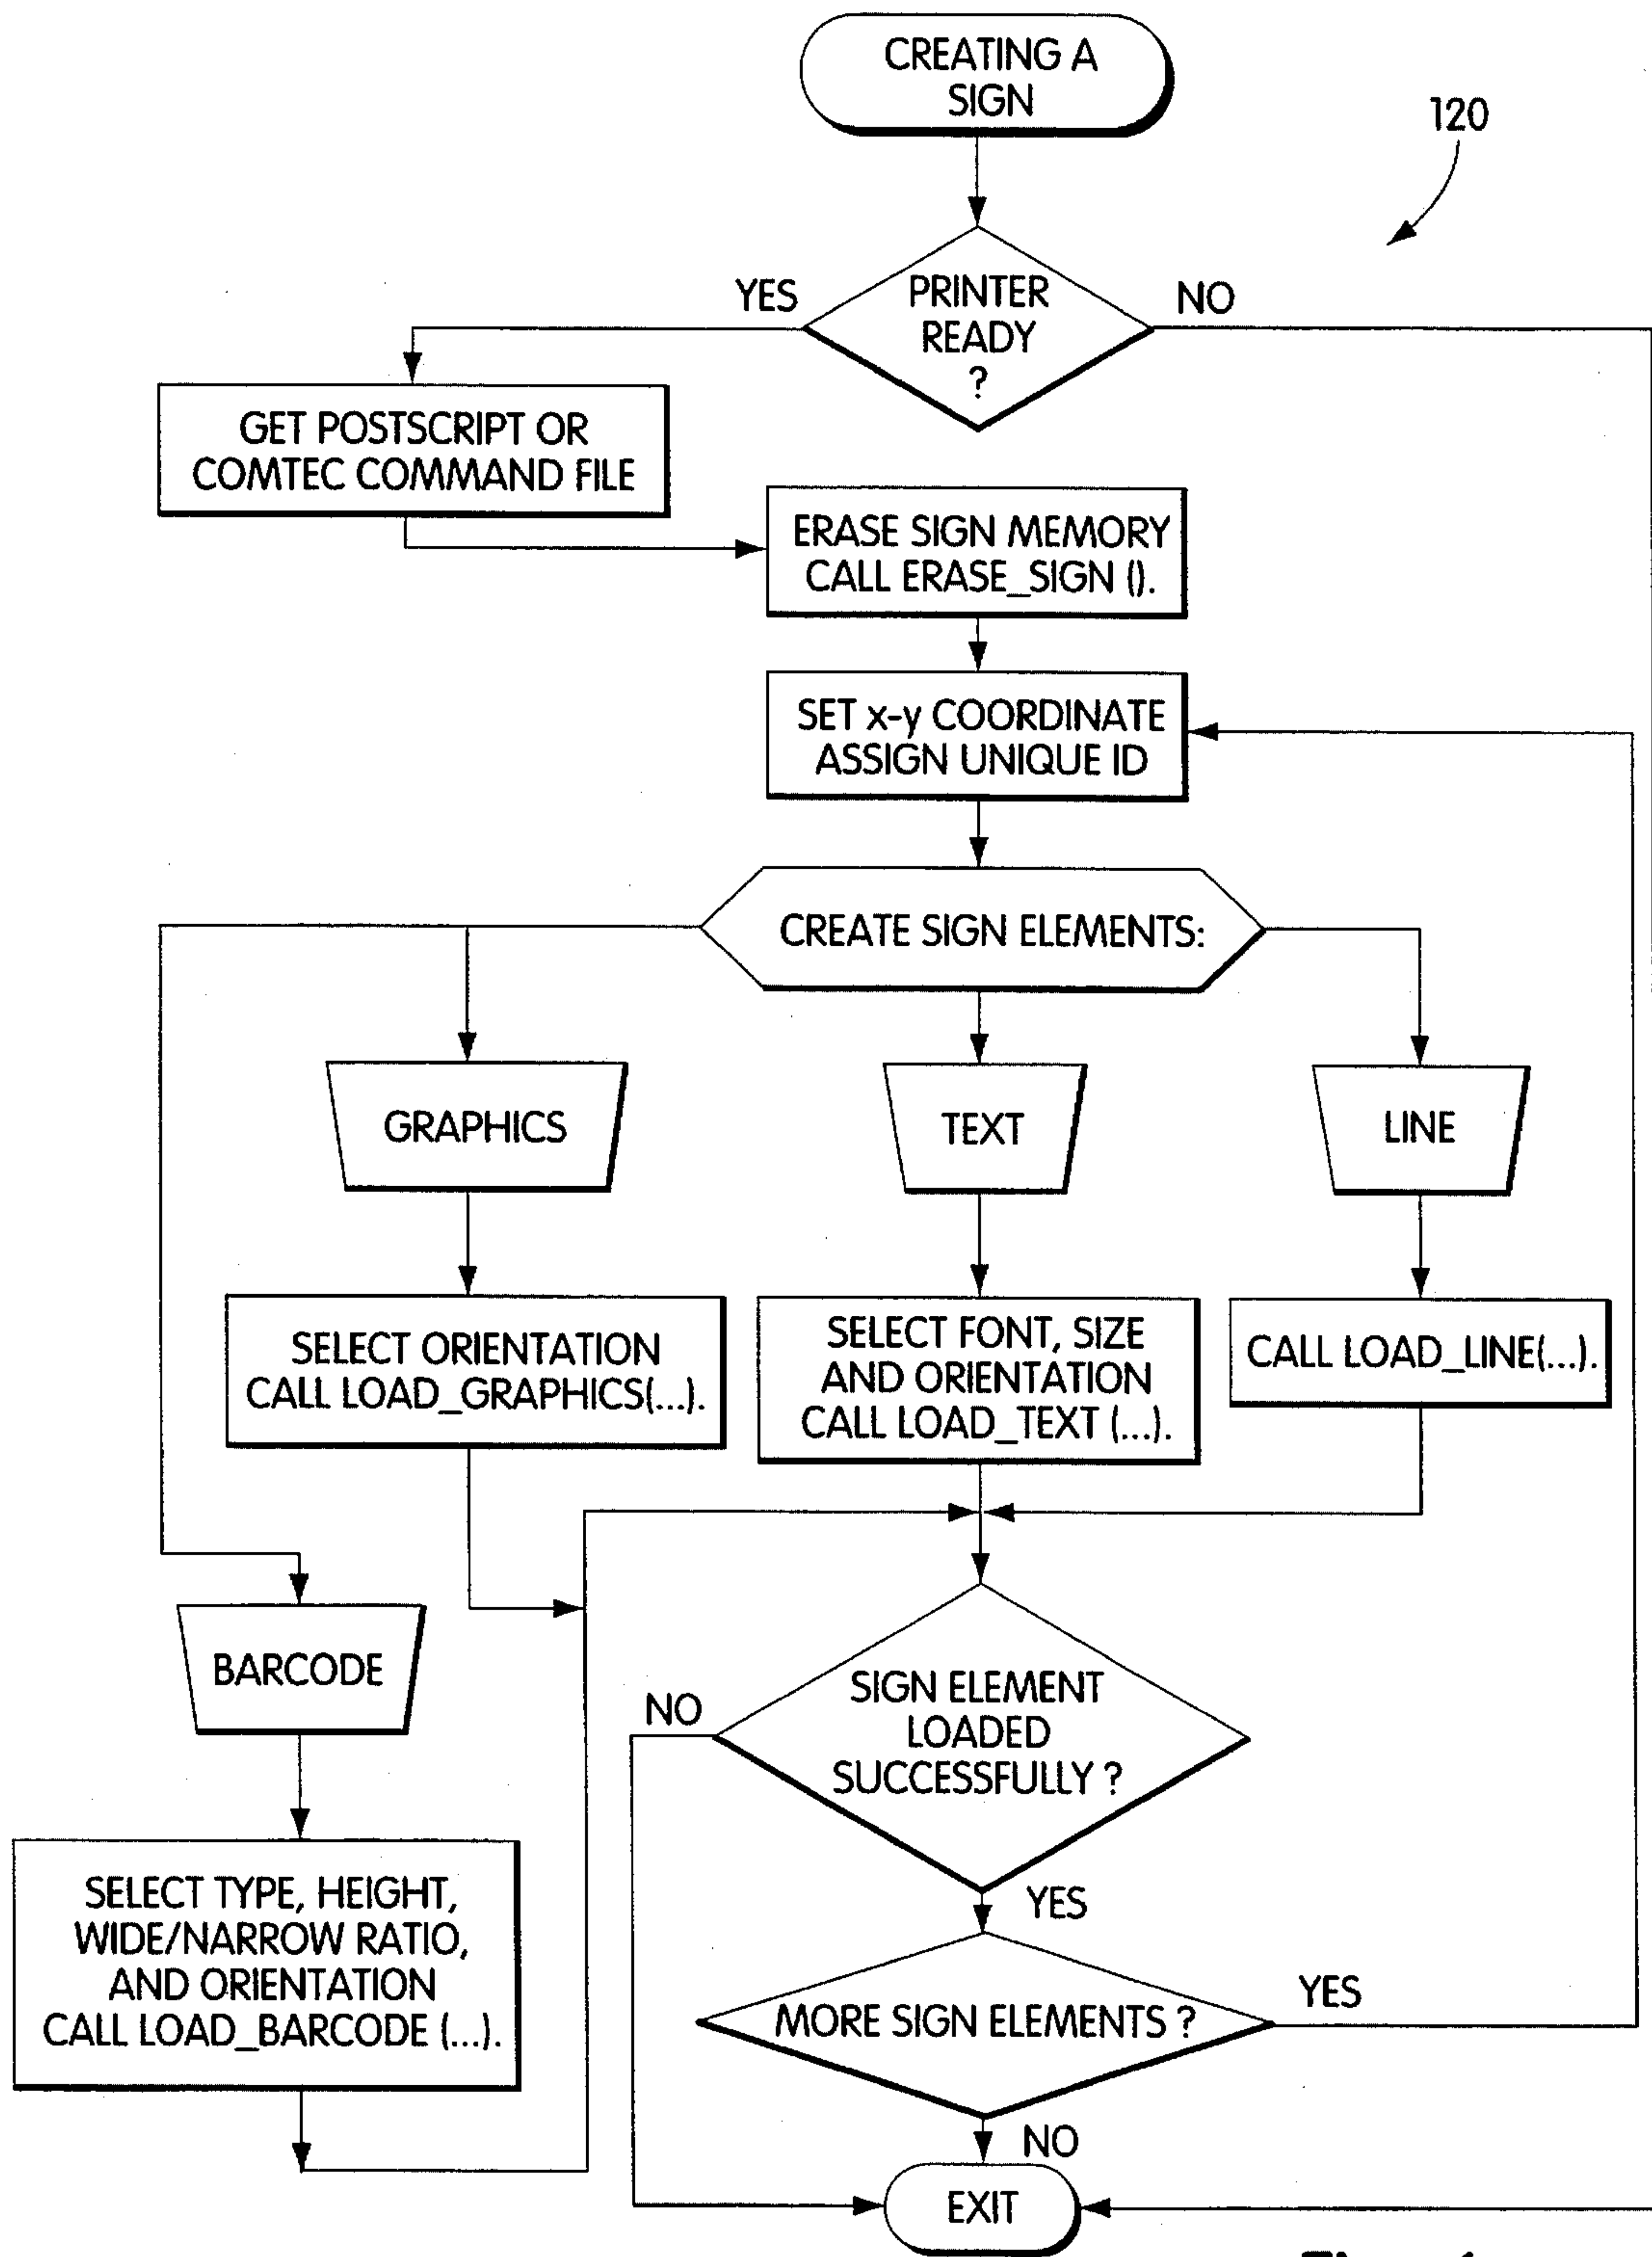 CREATING A
SIGN
120
YES
PRINTER
READY
?
NO
GET POSTSCRIPT OR
COMTEC COMMAND FILE
ERASE SIGN MEMORY
CALL ERASE_SIGN ().
SET x-y COORDINATE
ASSIGN UNIQUE ID
CREATE SIGN ELEMENTS:
GRAPHICS
TEXT
LINE
SELECT ORIENTATION
CALL LOAD_GRAPHICS(...).
SELECT FONT, SIZE
AND ORIENTATION
CALL LOAD_TEXT (...).
CALL LOAD_LINE(...).
BARCODE
SELECT TYPE, HEIGHT,
WIDE/NARROW RATIO,
AND ORIENTATION
CALL LOAD_BARCODE (...).
NO
SIGN ELEMENT
LOADED
SUCCESSFULLY ?
YES
MORE SIGN ELEMENTS ?
YES
NO
EXIT